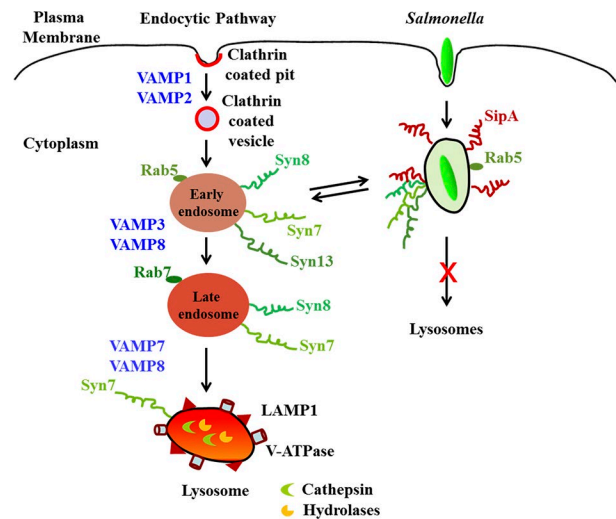 Plasma
Membrane
Endocytic Pathway
Salmonella
Clathrin
coated pit
VAMP1
VAMP2
Clathrin
coated
vesicle
SipA
Cytoplasm
Rab5
Syn8
Rab5
Early
endosome
Syn7
VAMP3
VAMP8
Syn13
Rab7
X
Late
endosome
Syn8
Lysosomes
Syn7
VAMP7
VAMP8
Syn7
LAMP1
V-ATPase
Lysosome
Cathepsin
Hydrolases